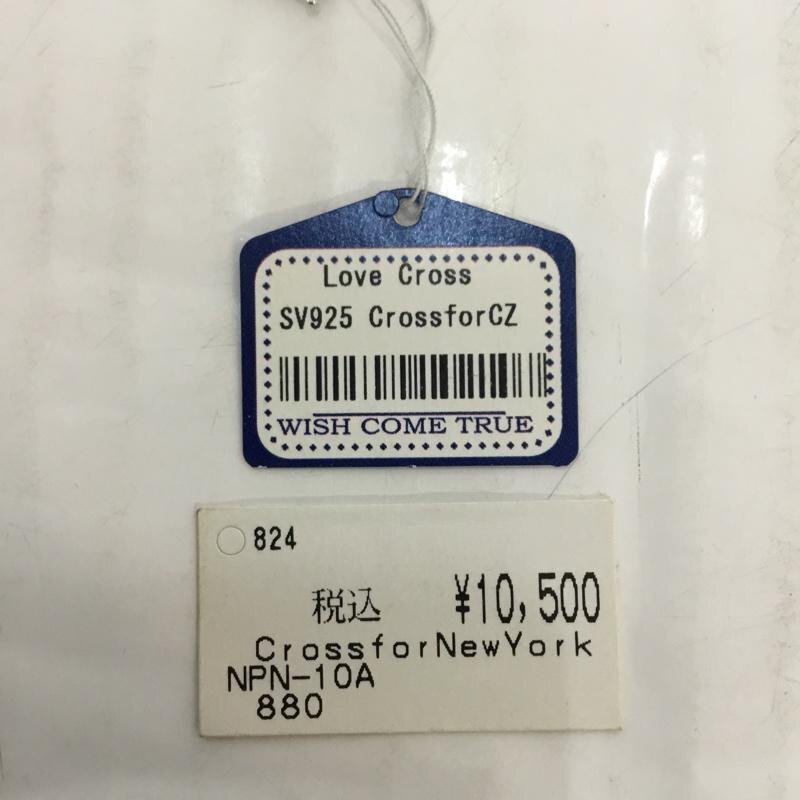 Love Cross
SV925 CrossforCZ
WISH COME TRUE
824
税込 ¥10,500
CrossforNewYork
NPN-10A
880